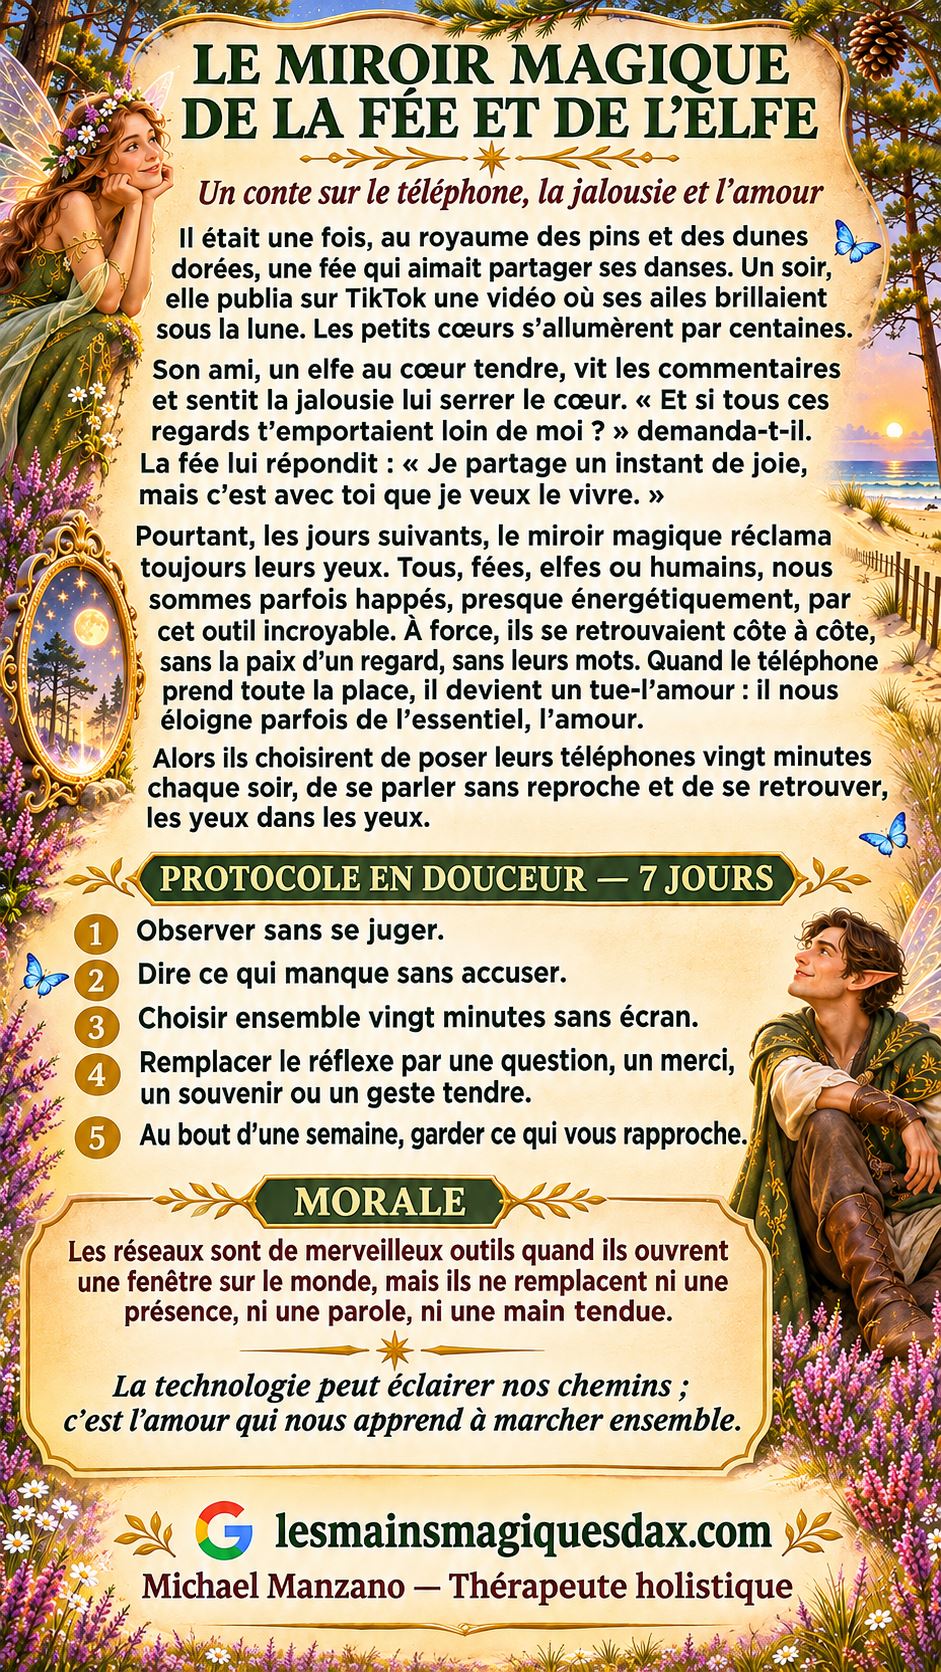 LE MIROIR MAGIQUE
DE LA FÉE ET DE L'ELFE
Un conte sur le téléphone, la jalousie et l'amour
Il était une fois, au royaume des pins et des dunes
dorées, une fée qui aimait partager ses danses. Un soir,
elle publia sur TikTok une vidéo où ses ailes brillaient
sous la lune. Les petits cœurs s'allumèrent par centaines.
Son ami, un elfe au cœur tendre, vit les commentaires
et sentit la jalousie lui serrer le cœur. « Et si tous ces
regards t'emportaient loin de moi ? » demanda-t-il.
La fée lui répondit : « Je partage un instant de joie,
mais c'est avec toi que je veux le vivre. »
Pourtant, les jours suivants, le miroir magique réclama
toujours leurs yeux. Tous, fées, elfes ou humains, nous
sommes parfois happés, presque énergétiquement, par
cet outil incroyable. À force, ils se retrouvaient côte à côte,
sans la paix d'un regard, sans leurs mots. Quand le téléphone
prend toute la place, il devient un tue-l'amour : il nous
éloigne parfois de l'essentiel, l'amour.
Alors ils choisirent de poser leurs téléphones vingt minutes
chaque soir, de se parler sans reproche et de se retrouver,
les yeux dans les yeux.
PROTOCOLE EN DOUCEUR — 7 JOURS
1 Observer sans se juger.
2 Dire ce qui manque sans accuser.
3 Choisir ensemble vingt minutes sans écran.
4 Remplacer le réflexe par une question, un merci,
un souvenir ou un geste tendre.
5 Au bout d'une semaine, garder ce qui vous rapproche.
MORALE
Les réseaux sont de merveilleux outils quand ils ouvrent
une fenêtre sur le monde, mais ils ne remplacent ni une
présence, ni une parole, ni une main tendue.
La technologie peut éclairer nos chemins ;
c'est l'amour qui nous apprend à marcher ensemble.
G lesmainsmagiquesdax.com
Michael Manzano — Thérapeute holistique